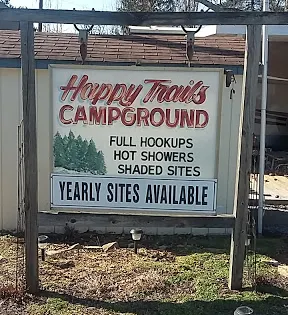 Happy Trails
CAMPGROUND
FULL HOOKUPS
HOT SHOWERS
SHADED SITES
YEARLY SITES AVAILABLE